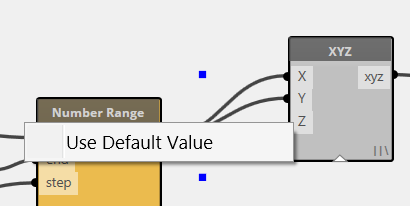 XYZ
X
xyz
Y
Z
Number Range
Use Default Value
end
step